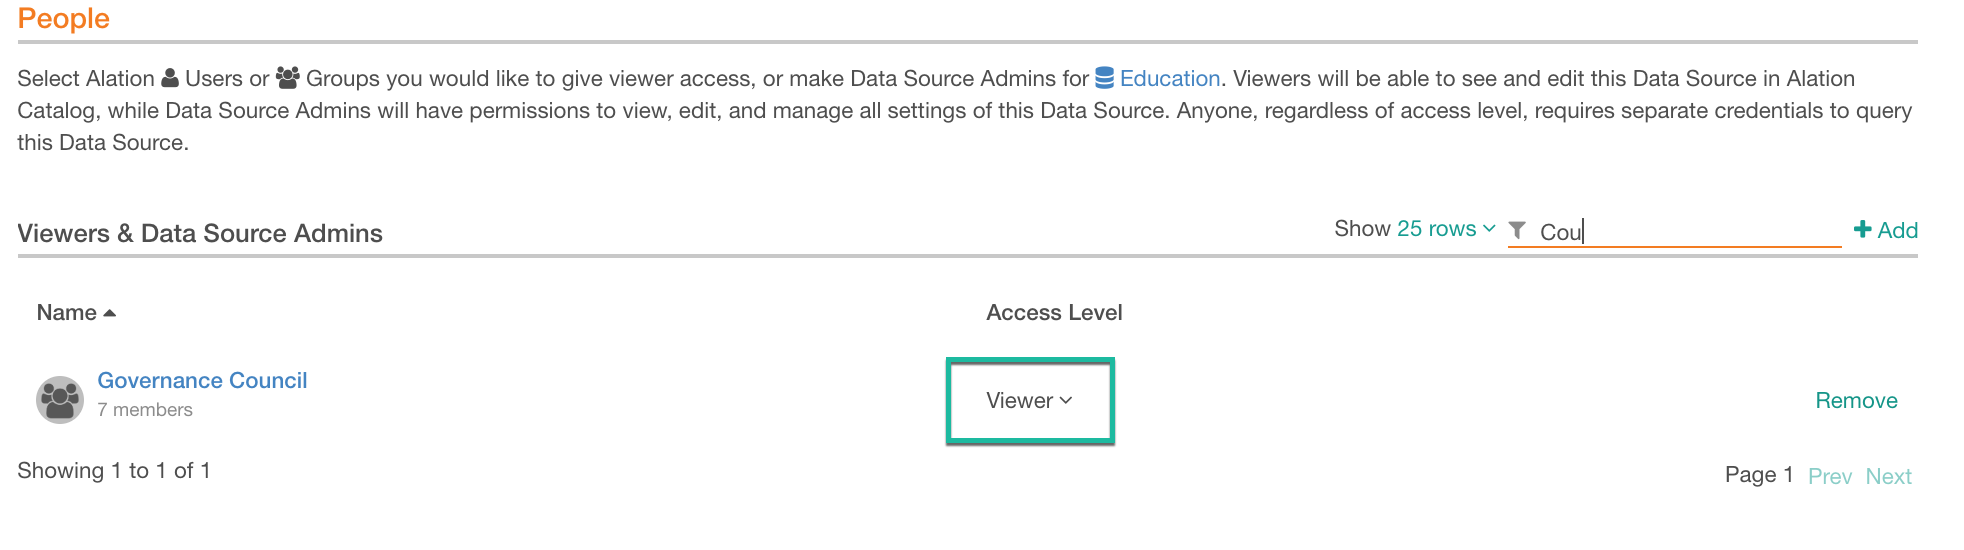 People
Select Alation Users or Groups you would like to give viewer access, or make Data Source Admins for Education. Viewers will be able to see and edit this Data Source in Alation
Catalog, while Data Source Admins will have permissions to view, edit, and manage all settings of this Data Source. Anyone, regardless of access level, requires separate credentials to query
this Data Source.
Viewers & Data Source Admins Show 25 rows Cou Add
Name Access Level
Governance Council
7 members
Viewer Remove
Showing 1 to 1 of 1 Page 1 Prev Next